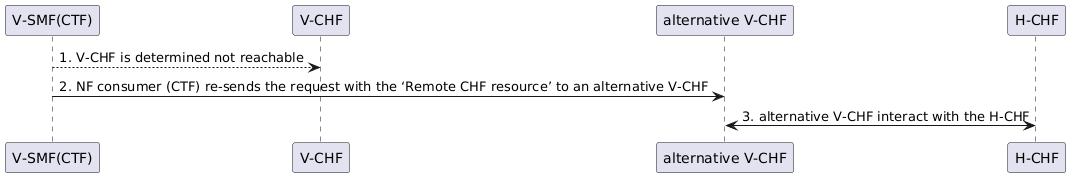 V-SMF(CTF)
V-CHF
alternative V-CHF
H-CHF
1. V-CHF is determined not reachable
2. NF consumer (CTF) re-sends the request with the ‘Remote CHF resource’ to an alternative V-CHF
3. alternative V-CHF interact with the H-CHF
V-SMF(CTF)
V-CHF
alternative V-CHF
H-CHF